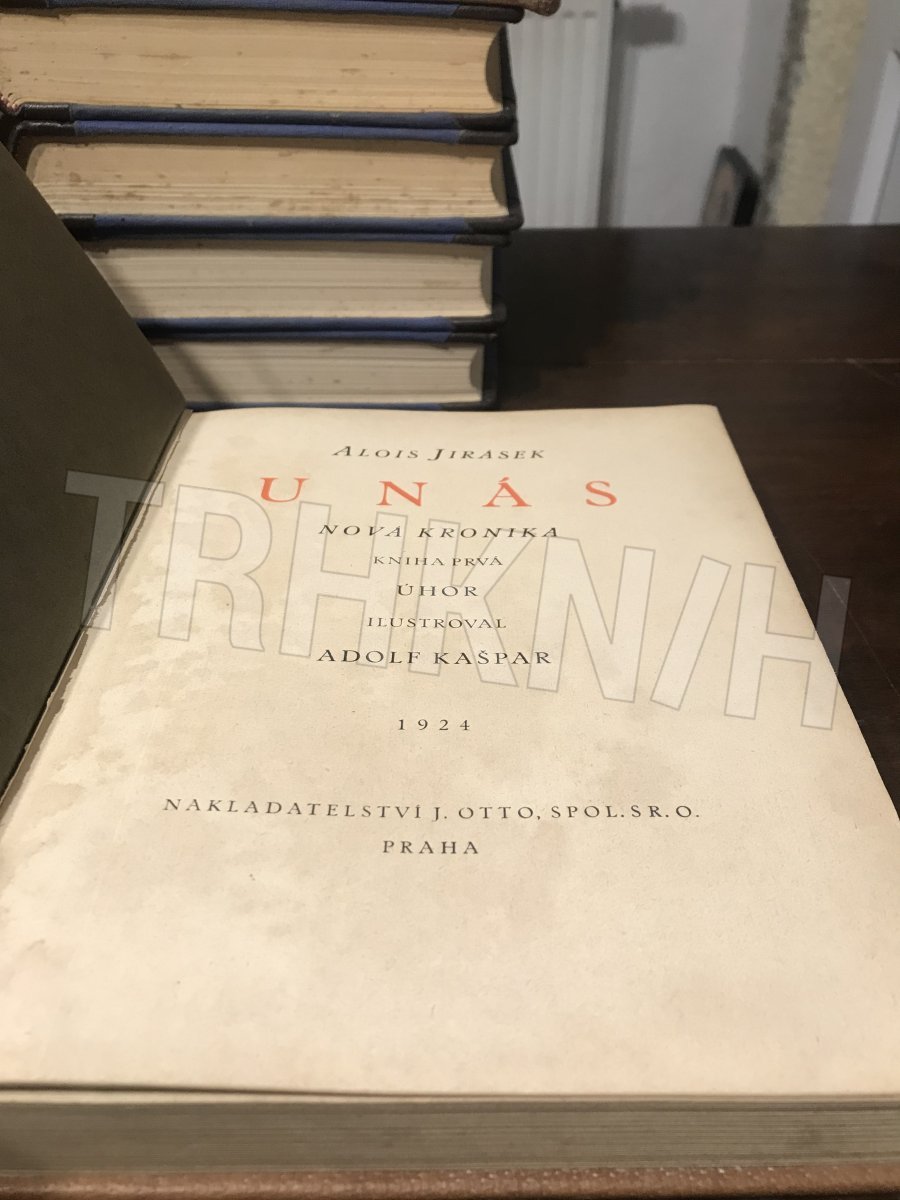 ALOIS JIRÁSEK
U NÁS
NOVÁ KRONIKA
KNIHA PRVÁ
ÚHOR
ILUSTROVAL
ADOLF KAŠPAR
1924
NAKLADATELSTVÍ J. OTTO, SPOL. S R. O.
PRAHA
TRHKNIH